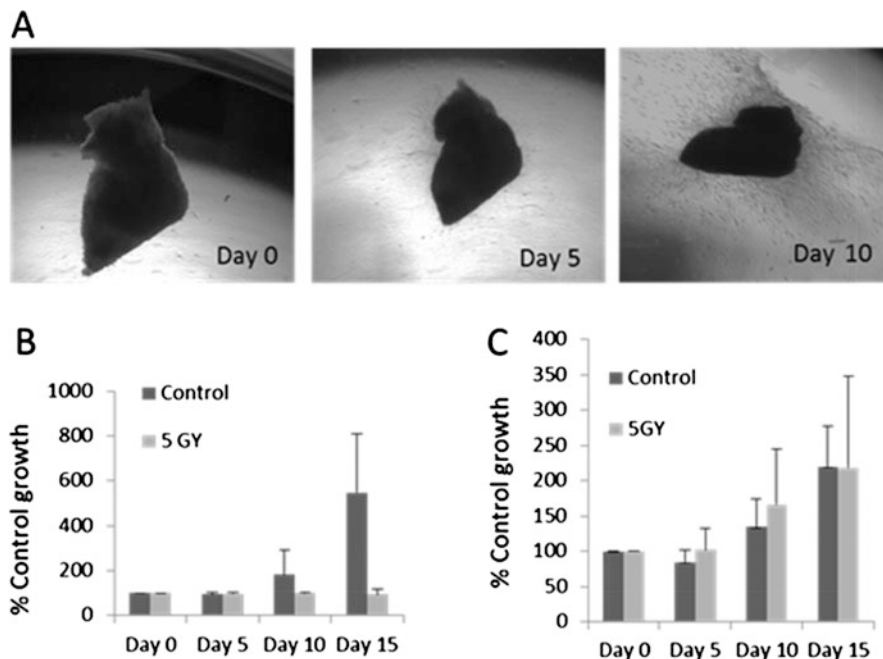 A
Day 0
Day 5
Day 10
B
% Control growth
1000
800
600
400
200
0
Control
5 GY
Day 0 Day 5 Day 10 Day 15
C
% Control growth
400
350
300
250
200
150
100
50
0
Control
5GY
Day 0 Day 5 Day 10 Day 15